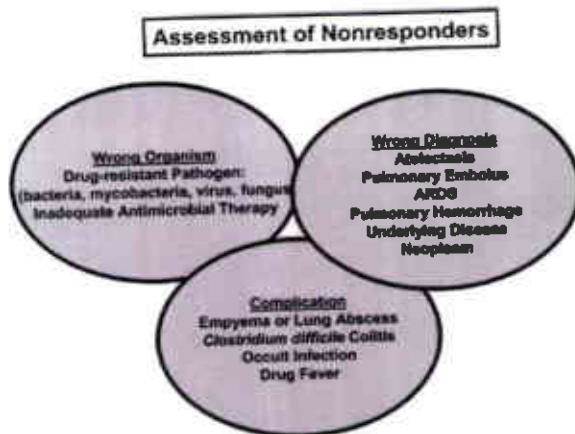 Assessment of Nonresponders
Wrong Organism
Drug-resistant Pathogen:
(bacteria, mycobacteria, virus, fungus
Inadequate Antimicrobial Therapy
Wrong Diagnosis
Atelectasis
Pulmonary Embolus
ARDS
Pulmonary Hemorrhage
Underlying Disease
Neoplasm
Complication
Empyema or Lung Abscess
Clostridium difficile Colitis
Occult Infection
Drug Fever